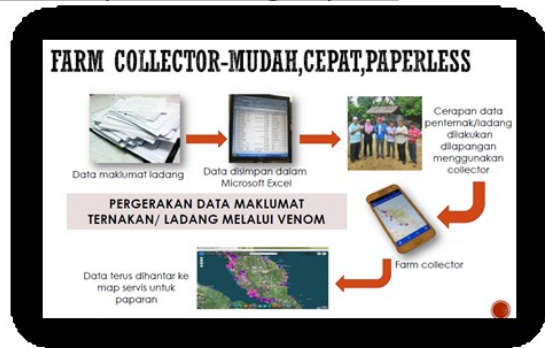 FARM COLLECTOR-MUDAH,CEPAT,PAPERLESS
Data maklumat ladang
Data disimpan dalam
Microsoft Excel
Cerapan data
penternak/ladang
dilakukan
dilapangan
menggunakan
collector
PERGERAKAN DATA MAKLUMAT
TERNAKAN/ LADANG MELALUI VENOM
Farm collector
Data terus dihantar ke
map servis untuk
paparan